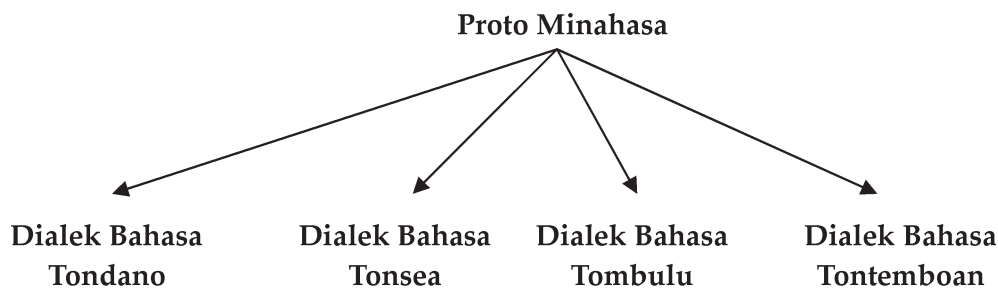 Proto Minahasa
Dialek Bahasa Tondano
Dialek Bahasa Tonsea
Dialek Bahasa Tombulu
Dialek Bahasa Tontemboan